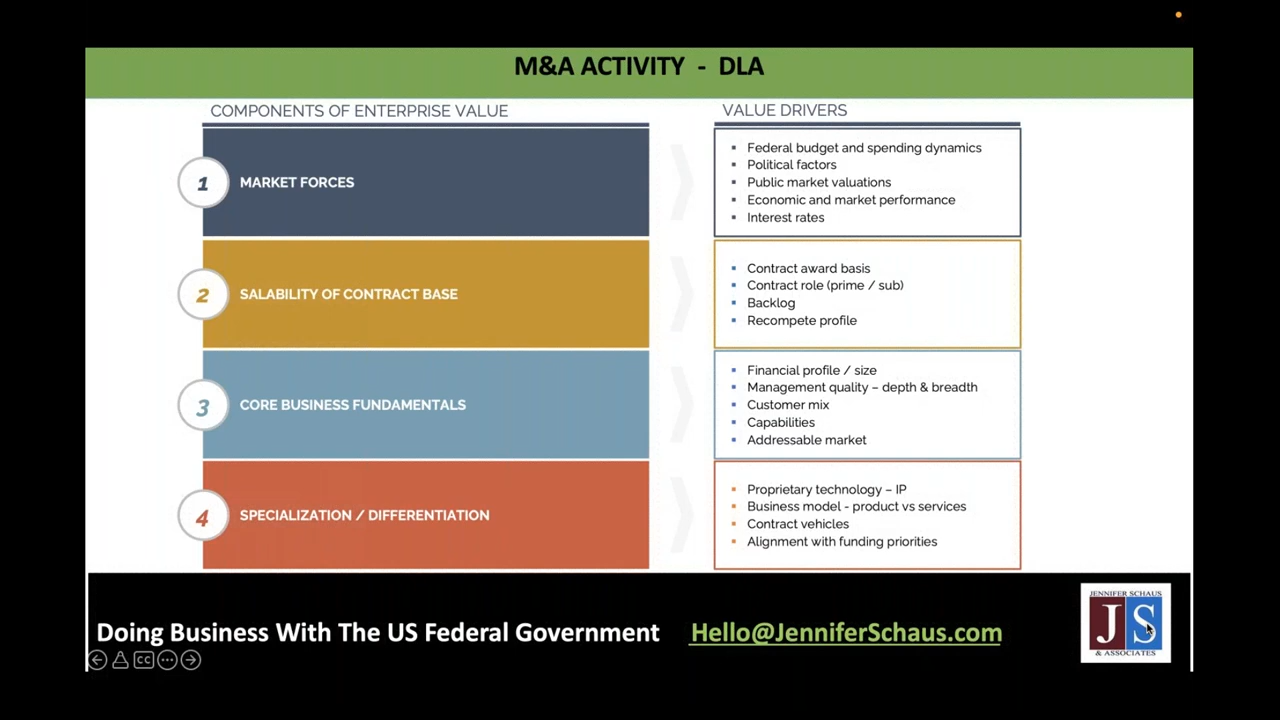 M&A ACTIVITY - DLA
COMPONENTS OF ENTERPRISE VALUE
VALUE DRIVERS
1
MARKET FORCES
▪ Federal budget and spending dynamics
▪ Political factors
▪ Public market valuations
▪ Economic and market performance
▪ Interest rates
2
SALABILITY OF CONTRACT BASE
▪ Contract award basis
▪ Contract role (prime / sub)
▪ Backlog
▪ Recompete profile
3
CORE BUSINESS FUNDAMENTALS
▪ Financial profile / size
▪ Management quality – depth & breadth
▪ Customer mix
▪ Capabilities
▪ Addressable market
4
SPECIALIZATION / DIFFERENTIATION
▪ Proprietary technology – IP
▪ Business model - product vs services
▪ Contract vehicles
▪ Alignment with funding priorities
Doing Business With The US Federal Government Hello@JenniferSchaus.com
JENNIFER SCHAUS
JS
& ASSOCIATES
CC